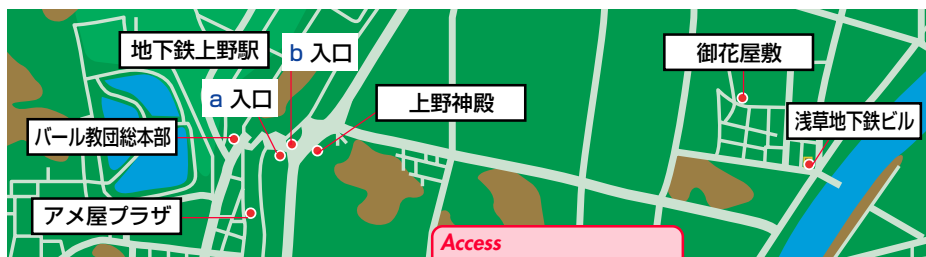 地下鉄上野駅
b 入口
御花屋敷
a 入口
上野神殿
浅草地下鉄ビル
バール教団総本部
アメ屋プラザ
Access